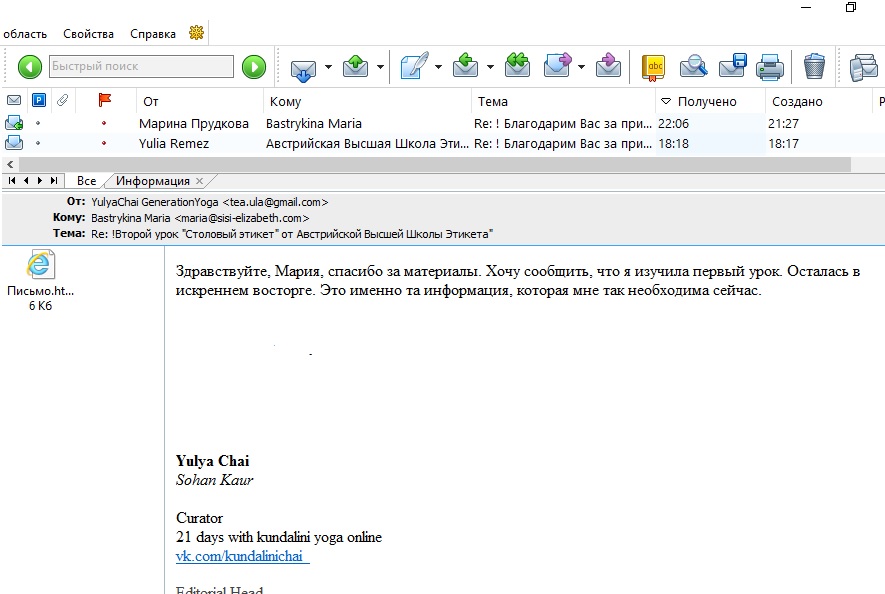 область Свойства Справка
Быстрый поиск
abc
P От Кому Тема Получено Создано Р
Марина Прудкова Bastrykina Maria Re: ! Благодарим Вас за при... 22:06 21:27
Yulia Remez Австрийская Высшая Школа Эти... Re: ! Благодарим Вас за при... 18:18 18:17
Все Информация
От: YulyaChai GenerationYoga <tea.ula@gmail.com>
Кому: Bastrykina Maria <maria@sisi-elizabeth.com>
Тема: Re: !Второй урок "Столовый этикет" от Австрийской Высшей Школы Этикета"
Письмо.ht...
6 Кб
Здравствуйте, Мария, спасибо за материалы. Хочу сообщить, что я изучила первый урок. Осталась в
искреннем восторге. Это именно та информация, которая мне так необходима сейчас.
Yulya Chai
Sohan Kaur
Curator
21 days with kundalini yoga online
vk.com/kundalinichai
Editorial Head